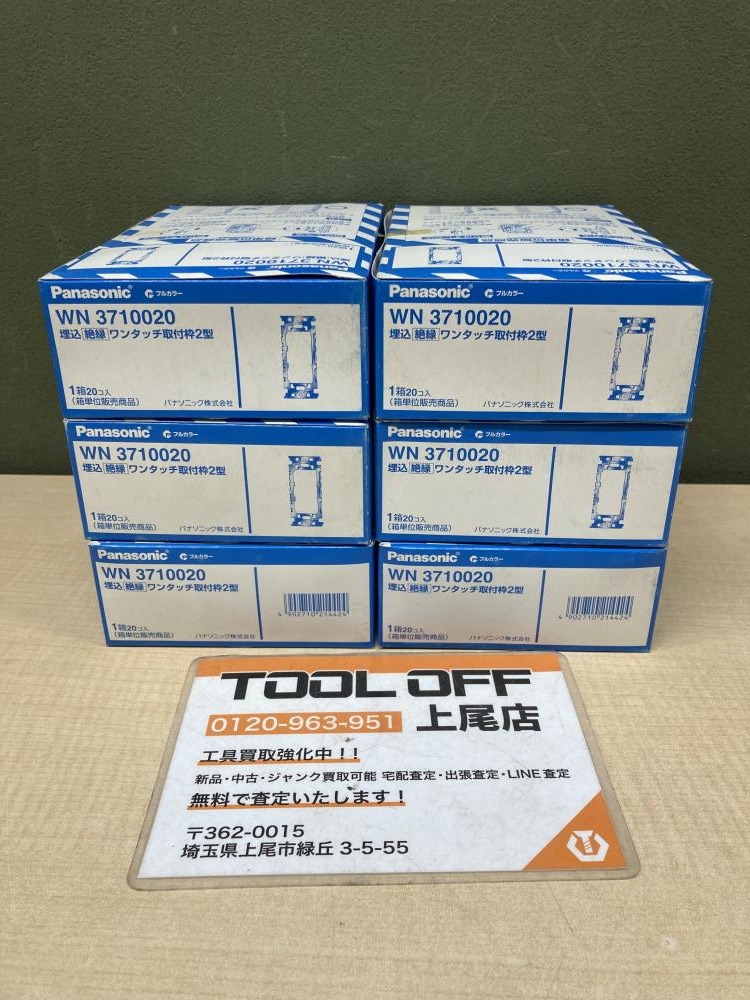 WN 3710020
WN 3710020
Panasonic フルカラー
WN 3710020
埋込 絶縁 ワンタッチ取付枠2型
1箱20コ入
(箱単位販売商品)
パナソニック株式会社
Panasonic フルカラー
WN 3710020
埋込 絶縁 ワンタッチ取付枠2型
1箱20コ入
(箱単位販売商品)
パナソニック株式会社
Panasonic フルカラー
WN 3710020
埋込 絶縁 ワンタッチ取付枠2型
1箱20コ入
(箱単位販売商品)
パナソニック株式会社
Panasonic フルカラー
WN 3710020
埋込 絶縁 ワンタッチ取付枠2型
1箱20コ入
(箱単位販売商品)
パナソニック株式会社
Panasonic フルカラー
WN 3710020
埋込 絶縁 ワンタッチ取付枠2型
1箱20コ入
(箱単位販売商品)
パナソニック株式会社
4 902710 214424
Panasonic フルカラー
WN 3710020
埋込 絶縁 ワンタッチ取付枠2型
1箱20コ入
(箱単位販売商品)
パナソニック株式会社
4 902710 214424
TOOL OFF
0120-963-951 上尾店
工具買取強化中!!
新品・中古・ジャンク買取可能 宅配査定・出張査定・LINE査定
無料で査定いたします!
〒362-0015
埼玉県上尾市緑丘 3-5-55